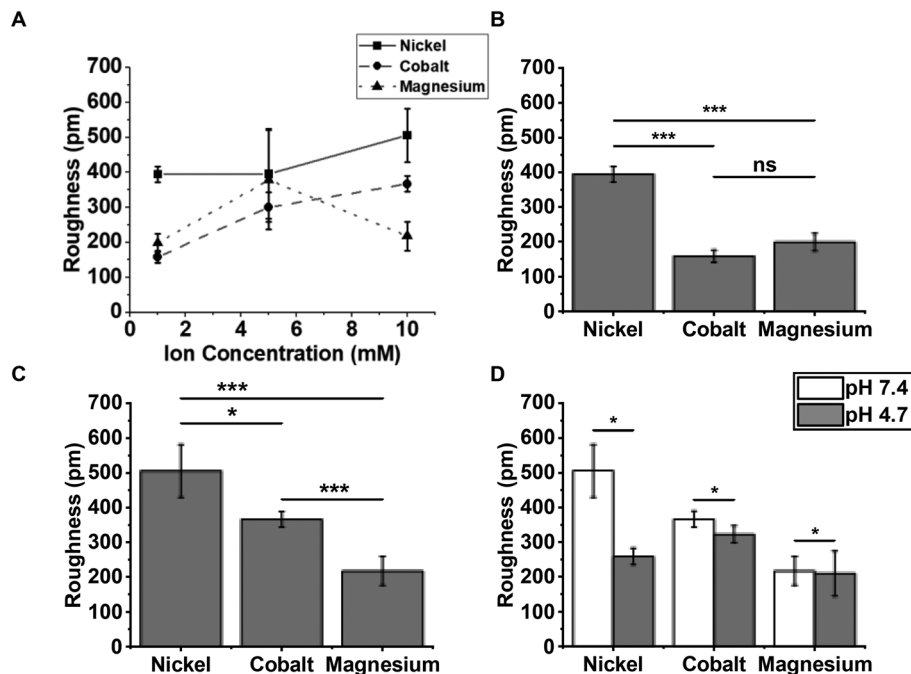 A
Nickel
Cobalt
Magnesium
Roughness (pm)
700
600
500
400
300
200
100
0
0 2 4 6 8 10
Ion Concentration (mM)
B
Roughness (pm)
700
600
500
400
300
200
100
0
***
***
ns
Nickel Cobalt Magnesium
C
Roughness (pm)
700
600
500
400
300
200
100
0
***
*
***
Nickel Cobalt Magnesium
D
pH 7.4
pH 4.7
Roughness (pm)
700
600
500
400
300
200
100
0
*
*
*
Nickel Cobalt Magnesium